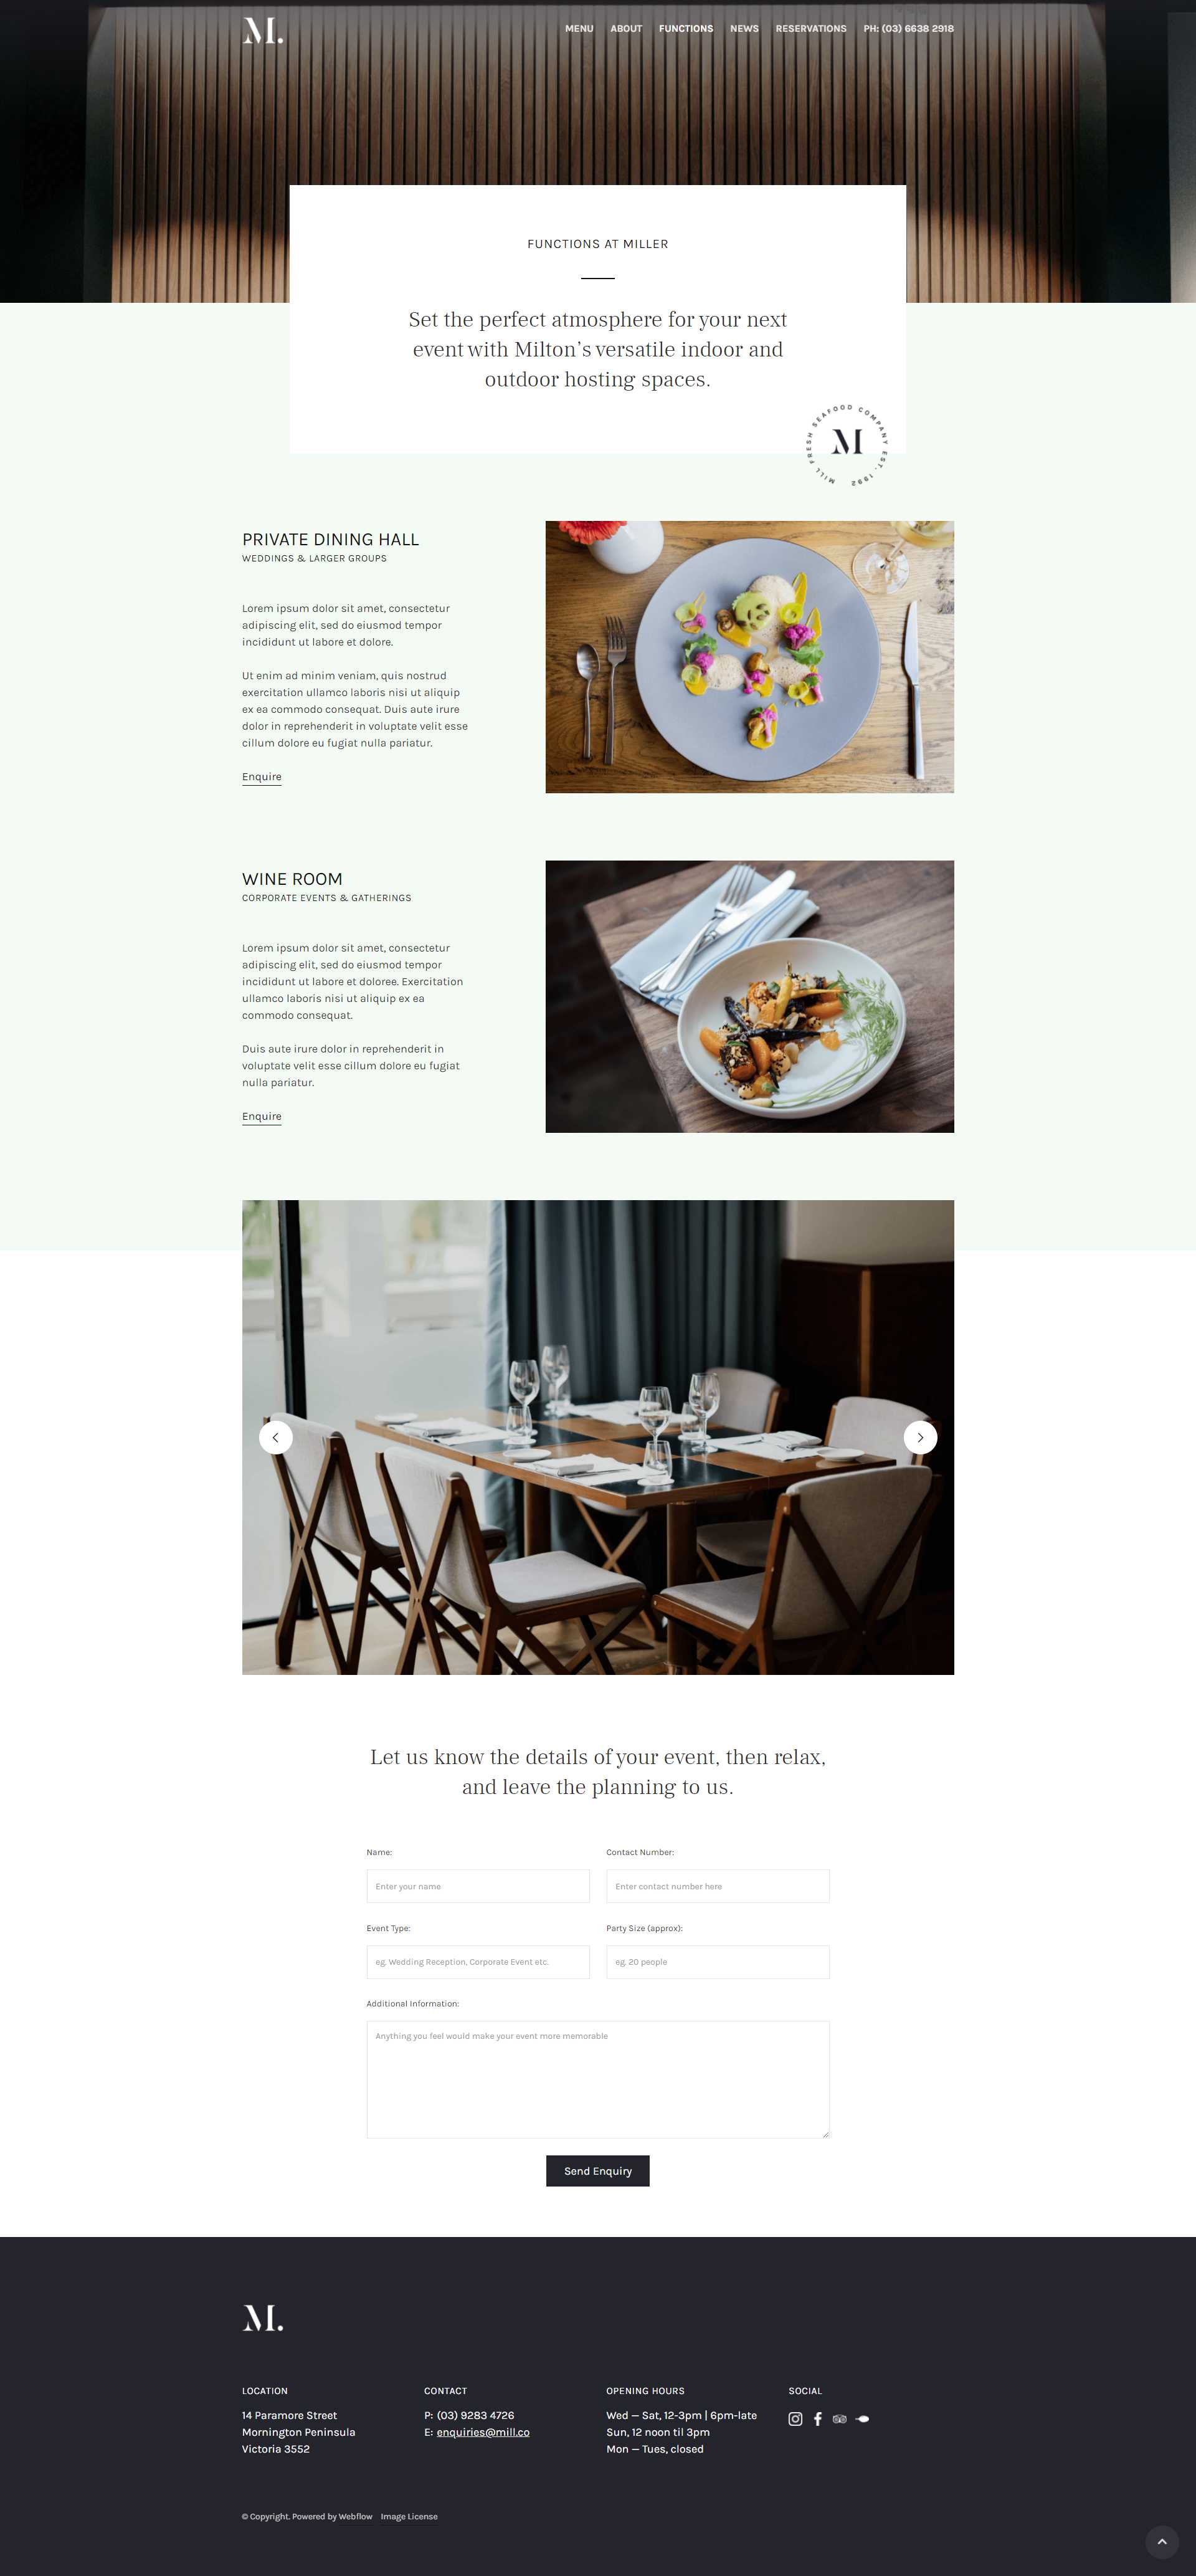 M.
MENU ABOUT FUNCTIONS NEWS RESERVATIONS PH: (03) 6638 2918
FUNCTIONS AT MILLER
Set the perfect atmosphere for your next
event with Milton’s versatile indoor and
outdoor hosting spaces.
MILL FRESH SEAFOOD COMPANY EST. 1992
M
PRIVATE DINING HALL
WEDDINGS & LARGER GROUPS
Lorem ipsum dolor sit amet, consectetur
adipiscing elit, sed do eiusmod tempor
incididunt ut labore et dolore.
Ut enim ad minim veniam, quis nostrud
exercitation ullamco laboris nisi ut aliquip
ex ea commodo consequat. Duis aute irure
dolor in reprehenderit in voluptate velit esse
cillum dolore eu fugiat nulla pariatur.
Enquire
WINE ROOM
CORPORATE EVENTS & GATHERINGS
Lorem ipsum dolor sit amet, consectetur
adipiscing elit, sed do eiusmod tempor
incididunt ut labore et doloree. Exercitation
ullamco laboris nisi ut aliquip ex ea
commodo consequat.
Duis aute irure dolor in reprehenderit in
voluptate velit esse cillum dolore eu fugiat
nulla pariatur.
Enquire
Let us know the details of your event, then relax,
and leave the planning to us.
Name:
Enter your name
Contact Number:
Enter contact number here
Event Type:
eg. Wedding Reception, Corporate Event etc.
Party Size (approx):
eg. 20 people
Additional Information:
Anything you feel would make your event more memorable
Send Enquiry
M.
LOCATION
14 Paramore Street
Mornington Peninsula
Victoria 3552
CONTACT
P: (03) 9283 4726
E: enquiries@mill.co
OPENING HOURS
Wed — Sat, 12-3pm | 6pm-late
Sun, 12 noon til 3pm
Mon — Tues, closed
SOCIAL
© Copyright. Powered by Webflow Image License